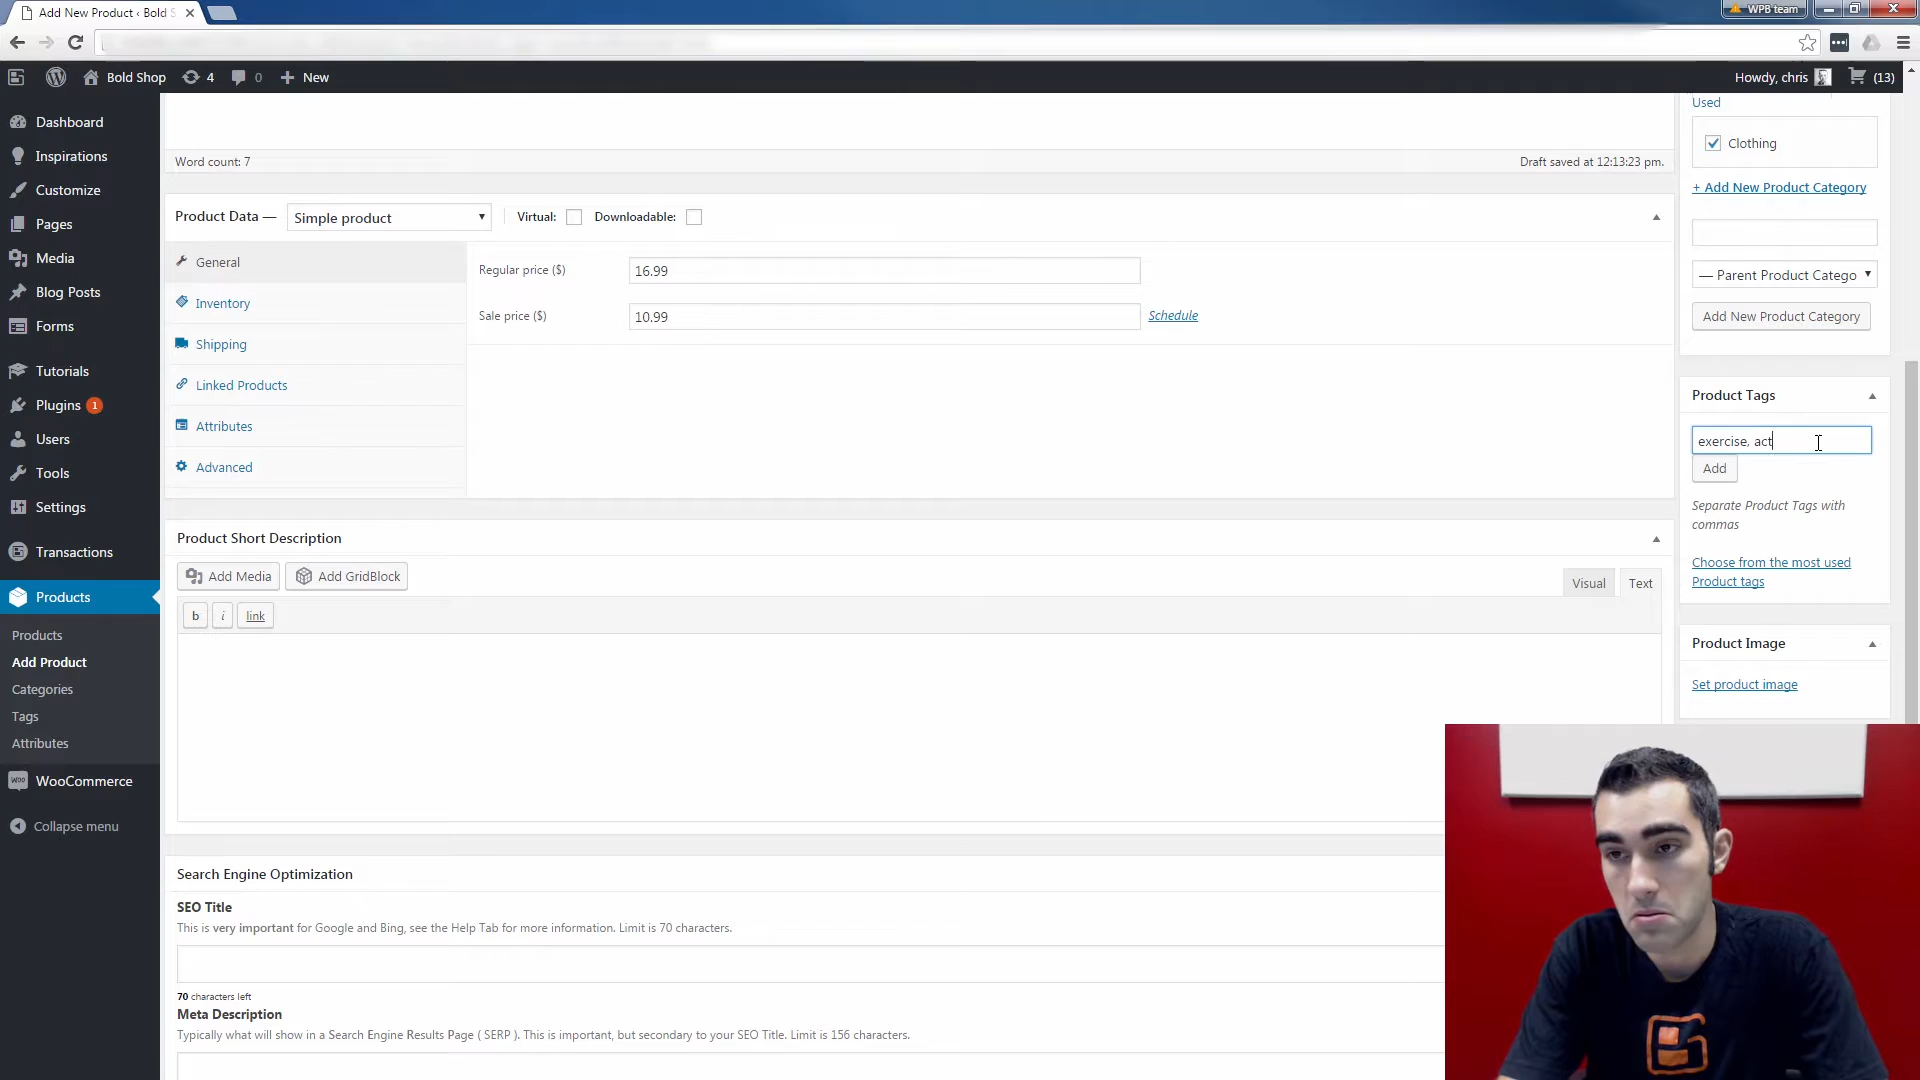 Add New Product ‹ Bold S
WPB team
Bold Shop
4
0
New
Howdy, chris
(13)
Dashboard
Inspirations
Customize
Pages
Media
Blog Posts
Forms
Tutorials
Plugins 1
Users
Tools
Settings
Transactions
Products
Products
Add Product
Categories
Tags
Attributes
WooCommerce
Collapse menu
Word count: 7
Draft saved at 12:13:23 pm.
Product Data —
Simple product
Virtual:
Downloadable:
General
Inventory
Shipping
Linked Products
Attributes
Advanced
Regular price ($)
16.99
Sale price ($)
10.99
Schedule
Product Short Description
Add Media
Add GridBlock
Visual
Text
b
i
link
Search Engine Optimization
SEO Title
This is very important for Google and Bing, see the Help Tab for more information. Limit is 70 characters.
70 characters left
Meta Description
Typically what will show in a Search Engine Results Page ( SERP ). This is important, but secondary to your SEO Title. Limit is 156 characters.
Used
Clothing
+ Add New Product Category
— Parent Product Catego
Add New Product Category
Product Tags
exercise, act
Add
Separate Product Tags with
commas
Choose from the most used
Product tags
Product Image
Set product image